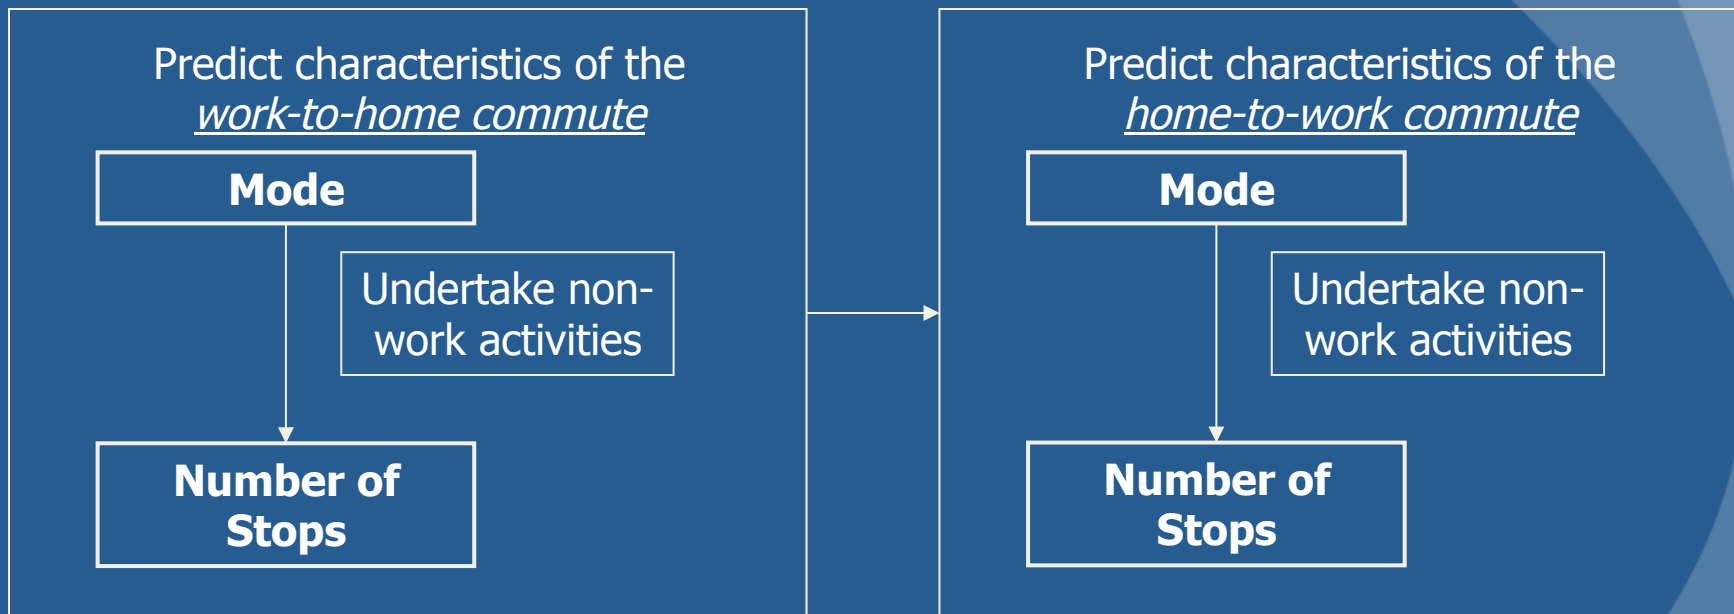 Predict characteristics of the
work-to-home commute
Mode
Undertake non-
work activities
Number of
Stops
Predict characteristics of the
home-to-work commute
Mode
Undertake non-
work activities
Number of
Stops